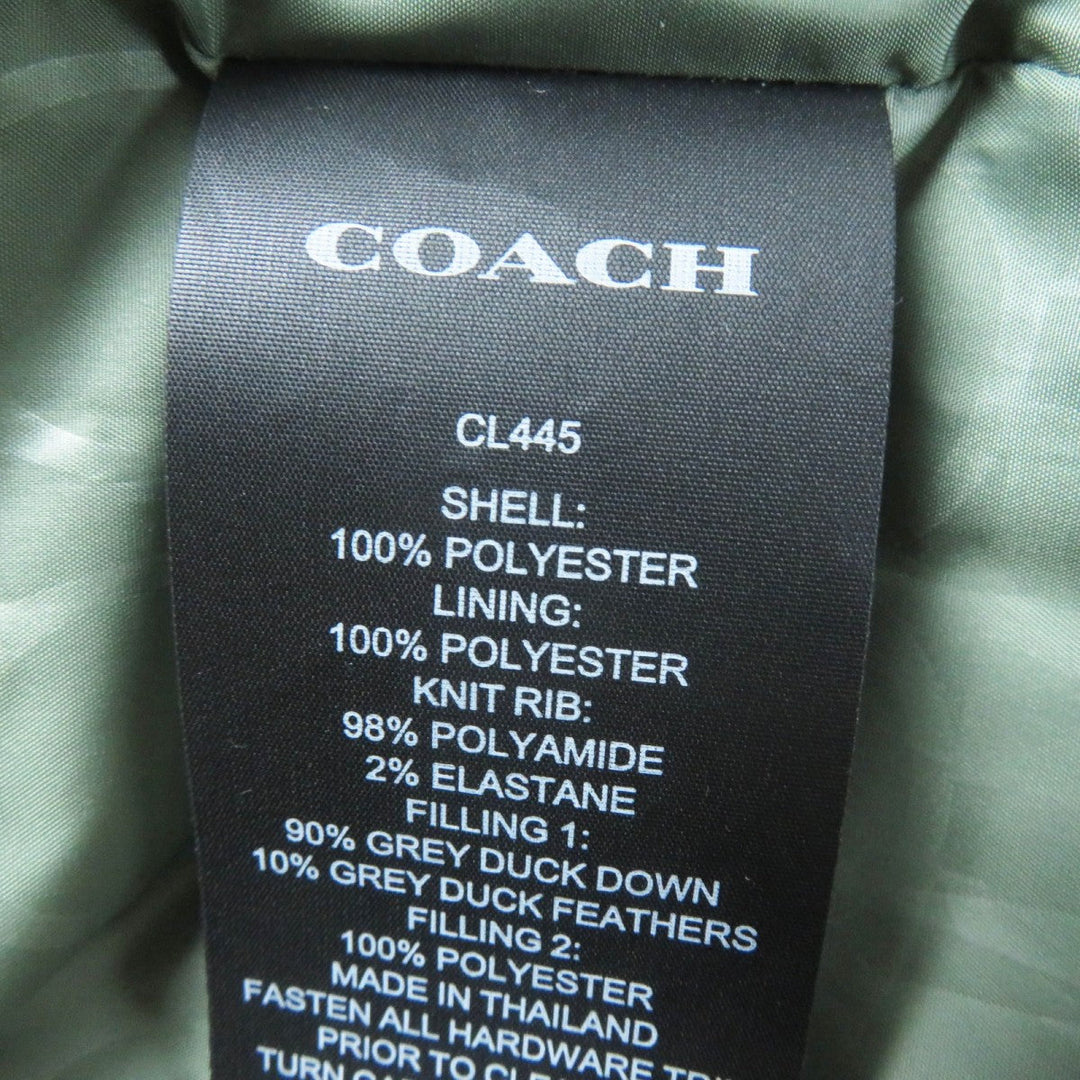 COACH
CL445
SHELL:
100% POLYESTER
LINING:
100% POLYESTER
KNIT RIB:
98% POLYAMIDE
2% ELASTANE
FILLING 1:
90% GREY DUCK DOWN
10% GREY DUCK FEATHERS
FILLING 2:
100% POLYESTER
MADE IN THAILAND
FASTEN ALL HARDWARE
PRIOR TO
TURN